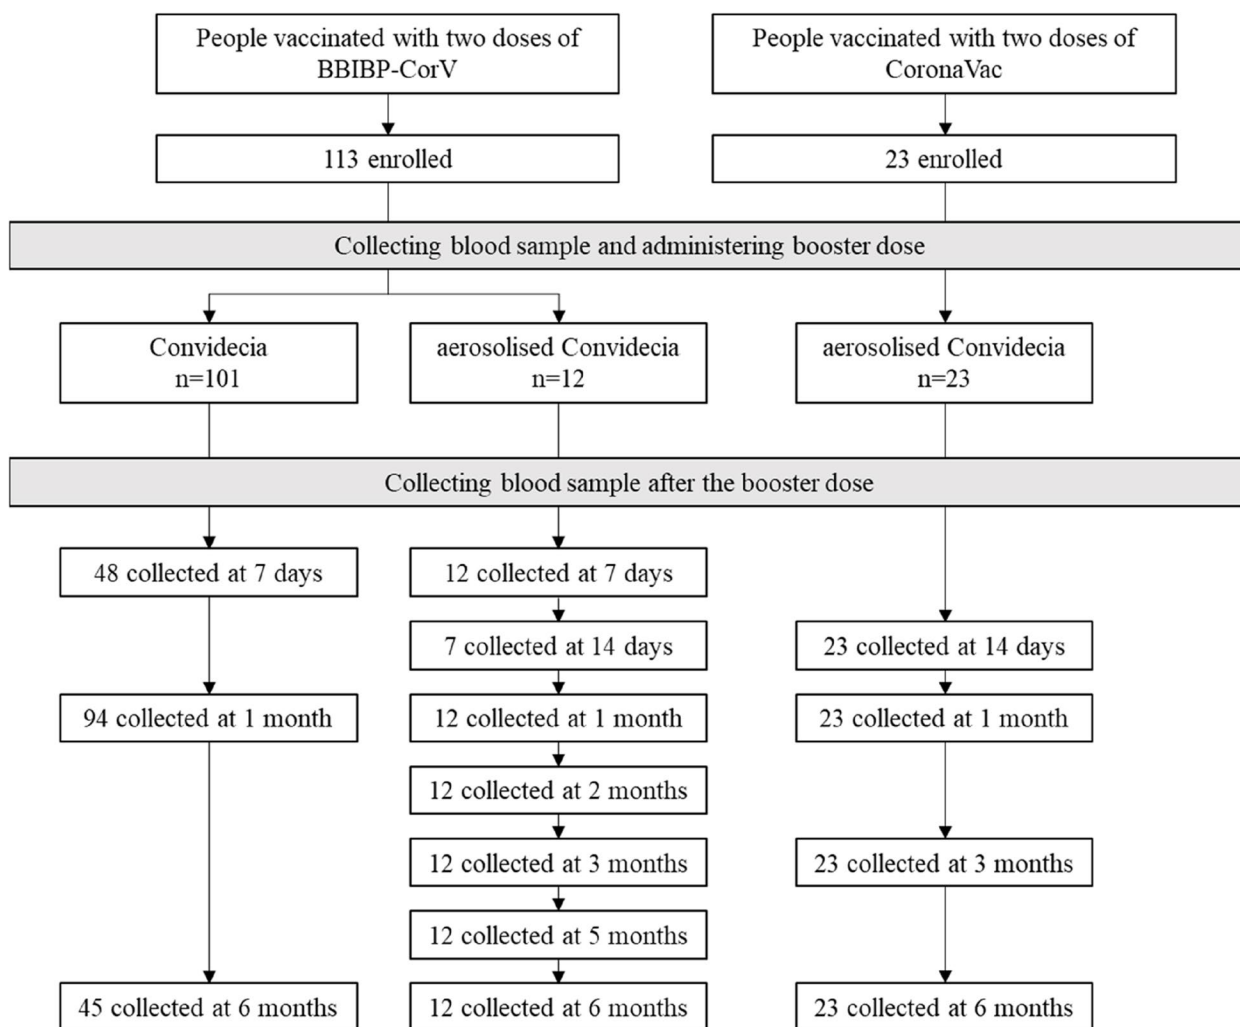 People vaccinated with two doses of
BBIBP-CorV
People vaccinated with two doses of
CoronaVac
113 enrolled
23 enrolled
Collecting blood sample and administering booster dose
Convidecia
n=101
aerosolised Convidecia
n=12
aerosolised Convidecia
n=23
Collecting blood sample after the booster dose
48 collected at 7 days
12 collected at 7 days
7 collected at 14 days
23 collected at 14 days
94 collected at 1 month
12 collected at 1 month
23 collected at 1 month
12 collected at 2 months
12 collected at 3 months
23 collected at 3 months
12 collected at 5 months
45 collected at 6 months
12 collected at 6 months
23 collected at 6 months